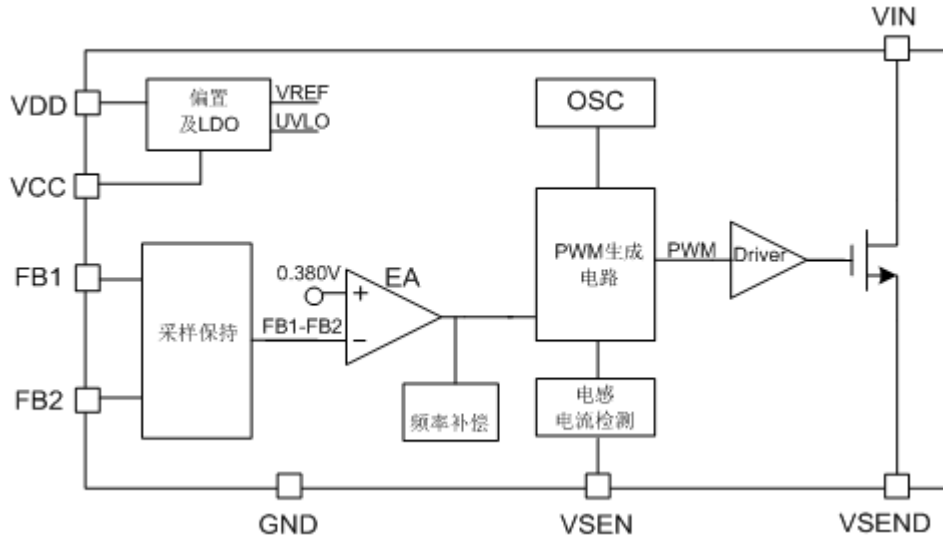 VIN
VDD
偏置
及LDO
VREF
UVLO
OSC
VCC
FB1
0.380V
EA
PWM生成
电路
PWM
Driver
采样保持
FB1-FB2
FB2
频率补偿
电感
电流检测
GND
VSEN
VSEND